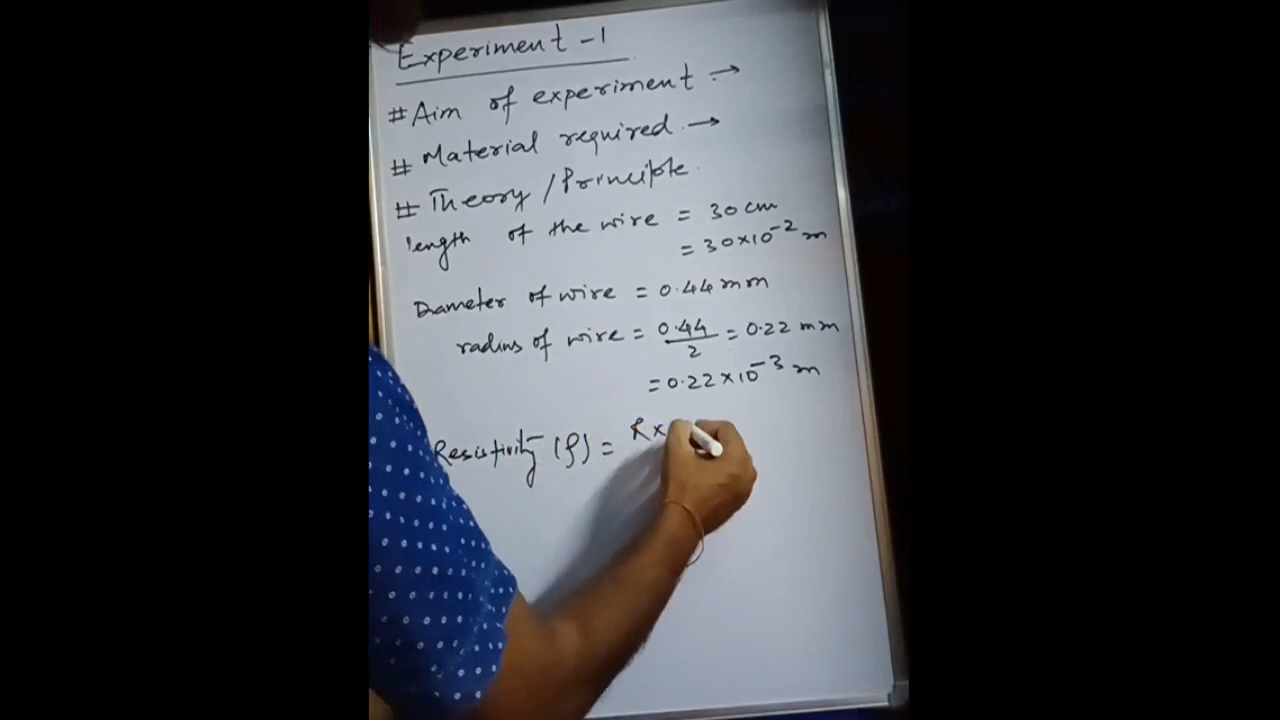 Experiment - 1
# Aim of experiment →
# Material required →
# Theory / Principle
length of the wire = 30 cm
= 30×10⁻² m
Diameter of wire = 0.44 mm
radius of wire = 0.44/2 = 0.22 mm
= 0.22×10⁻³ m
Resistivity (ρ) = R×